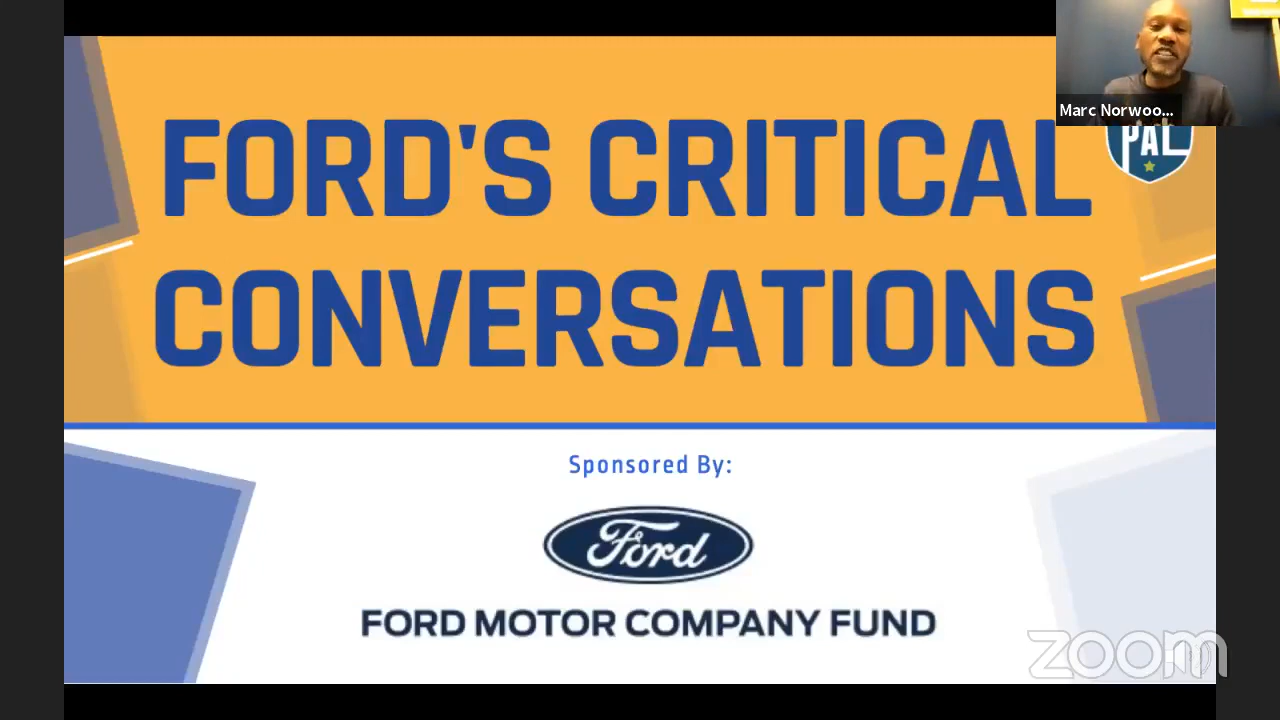 FORD'S CRITICAL
CONVERSATIONS
Marc Norwoo...
PAL
Sponsored By:
Ford
FORD MOTOR COMPANY FUND
zoom